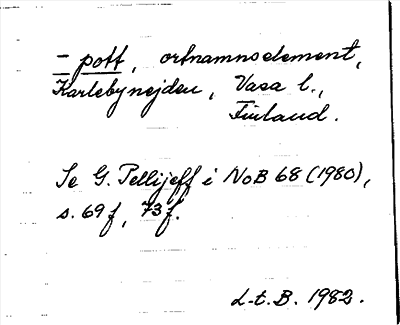 - pott, ortnamnselement,
Karlebynejden, Vasa l.,
Finland.
Se G. Pellijeff i NoB 68 (1980),
s. 69 f, 73 f.
L-t. B. 1982.